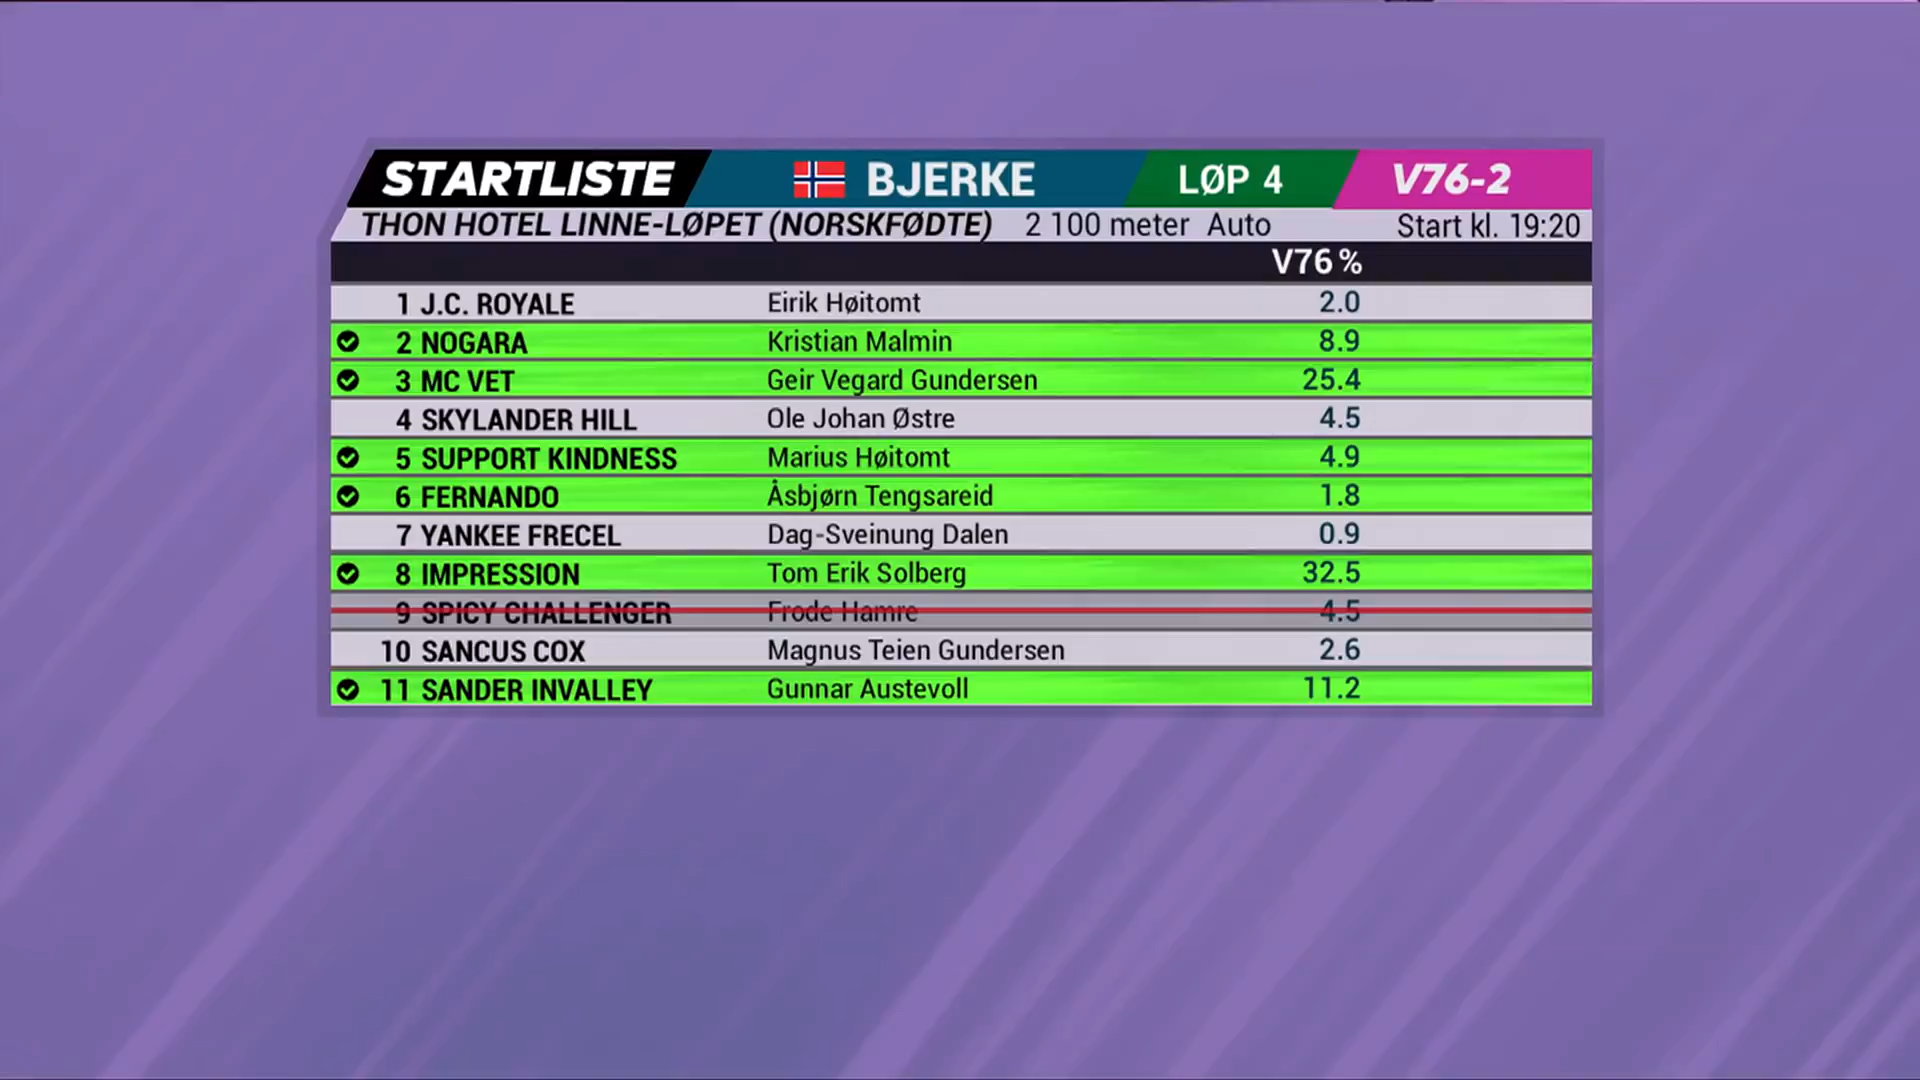 STARTLISTE BJERKE LØP 4 V76-2
THON HOTEL LINNE-LØPET (NORSKFØDTE) 2 100 meter Auto Start kl. 19:20
V76 %
1 J.C. ROYALE Eirik Høitomt 2.0
2 NOGARA Kristian Malmin 8.9
3 MC VET Geir Vegard Gundersen 25.4
4 SKYLANDER HILL Ole Johan Østre 4.5
5 SUPPORT KINDNESS Marius Høitomt 4.9
6 FERNANDO Åsbjørn Tengsareid 1.8
7 YANKEE FRECEL Dag-Sveinung Dalen 0.9
8 IMPRESSION Tom Erik Solberg 32.5
9 SPICY CHALLENGER Frode Hamre 4.5
10 SANCUS COX Magnus Teien Gundersen 2.6
11 SANDER INVALLEY Gunnar Austevoll 11.2